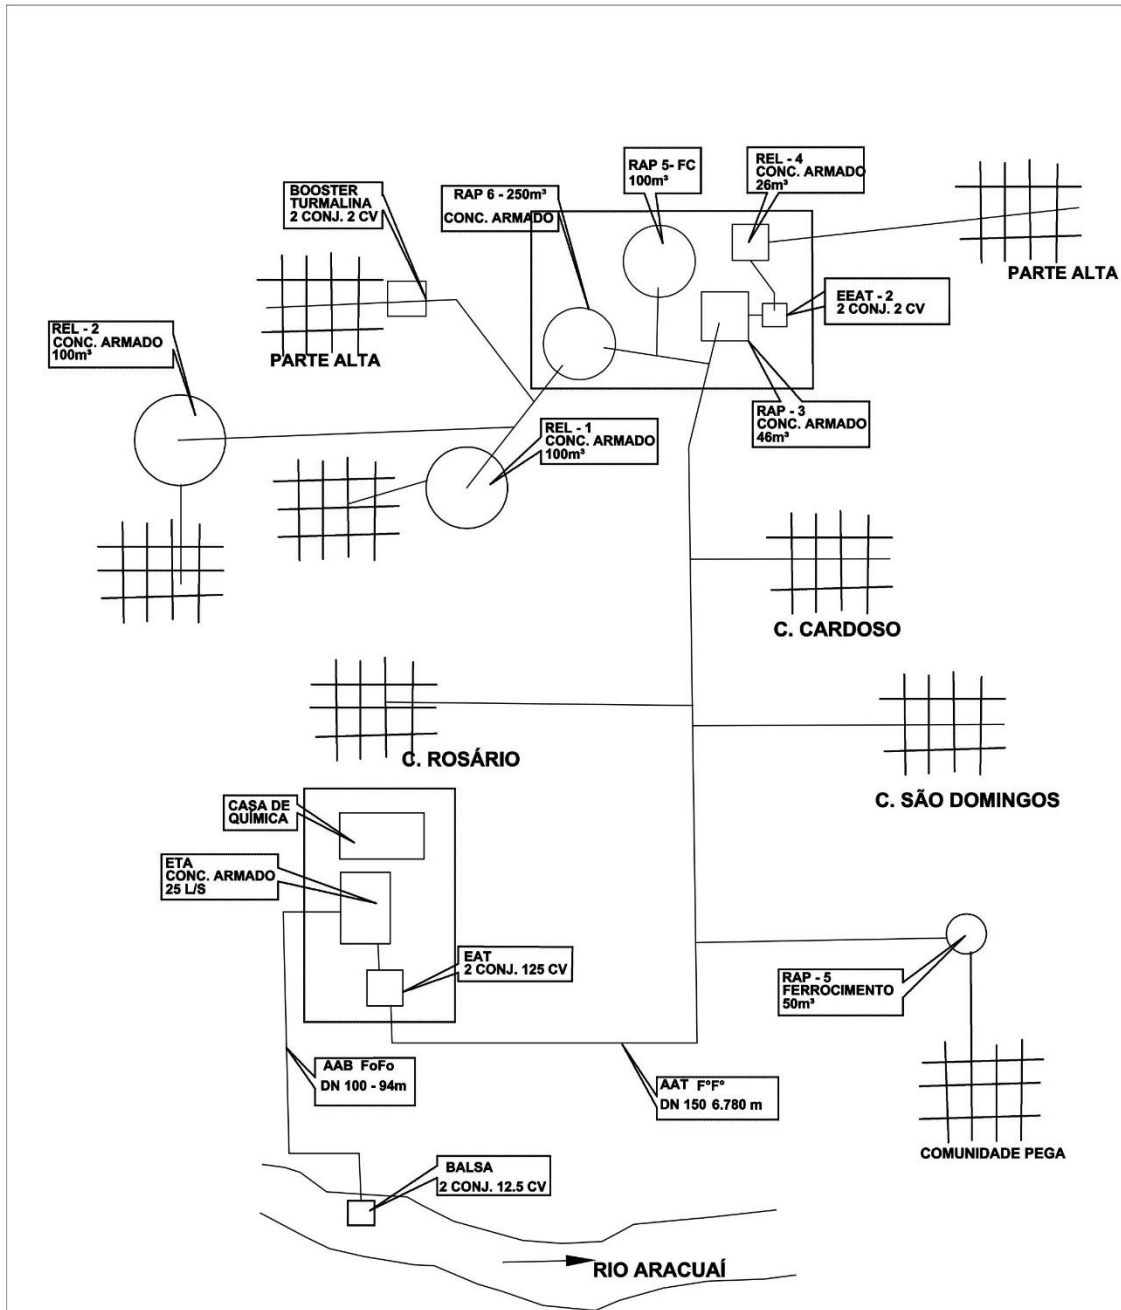 RAP 5- FC
100m³
REL - 4
CONC. ARMADO
26m³
BOOSTER
TURMALINA
2 CONJ. 2 CV
RAP 6 - 250m³
CONC. ARMADO
PARTE ALTA
EEAT - 2
2 CONJ. 2 CV
REL - 2
CONC. ARMADO
100m³
PARTE ALTA
RAP - 3
CONC. ARMADO
46m³
REL - 1
CONC. ARMADO
100m³
C. CARDOSO
C. ROSÁRIO
C. SÃO DOMINGOS
CASA DE
QUÍMICA
ETA
CONC. ARMADO
25 L/S
EAT
2 CONJ. 125 CV
RAP - 5
FERROCIMENTO
50m³
AAB FoFo
DN 100 - 94m
AAT F°F°
DN 150 6.780 m
COMUNIDADE PEGA
BALSA
2 CONJ. 12.5 CV
RIO ARACUAÍ